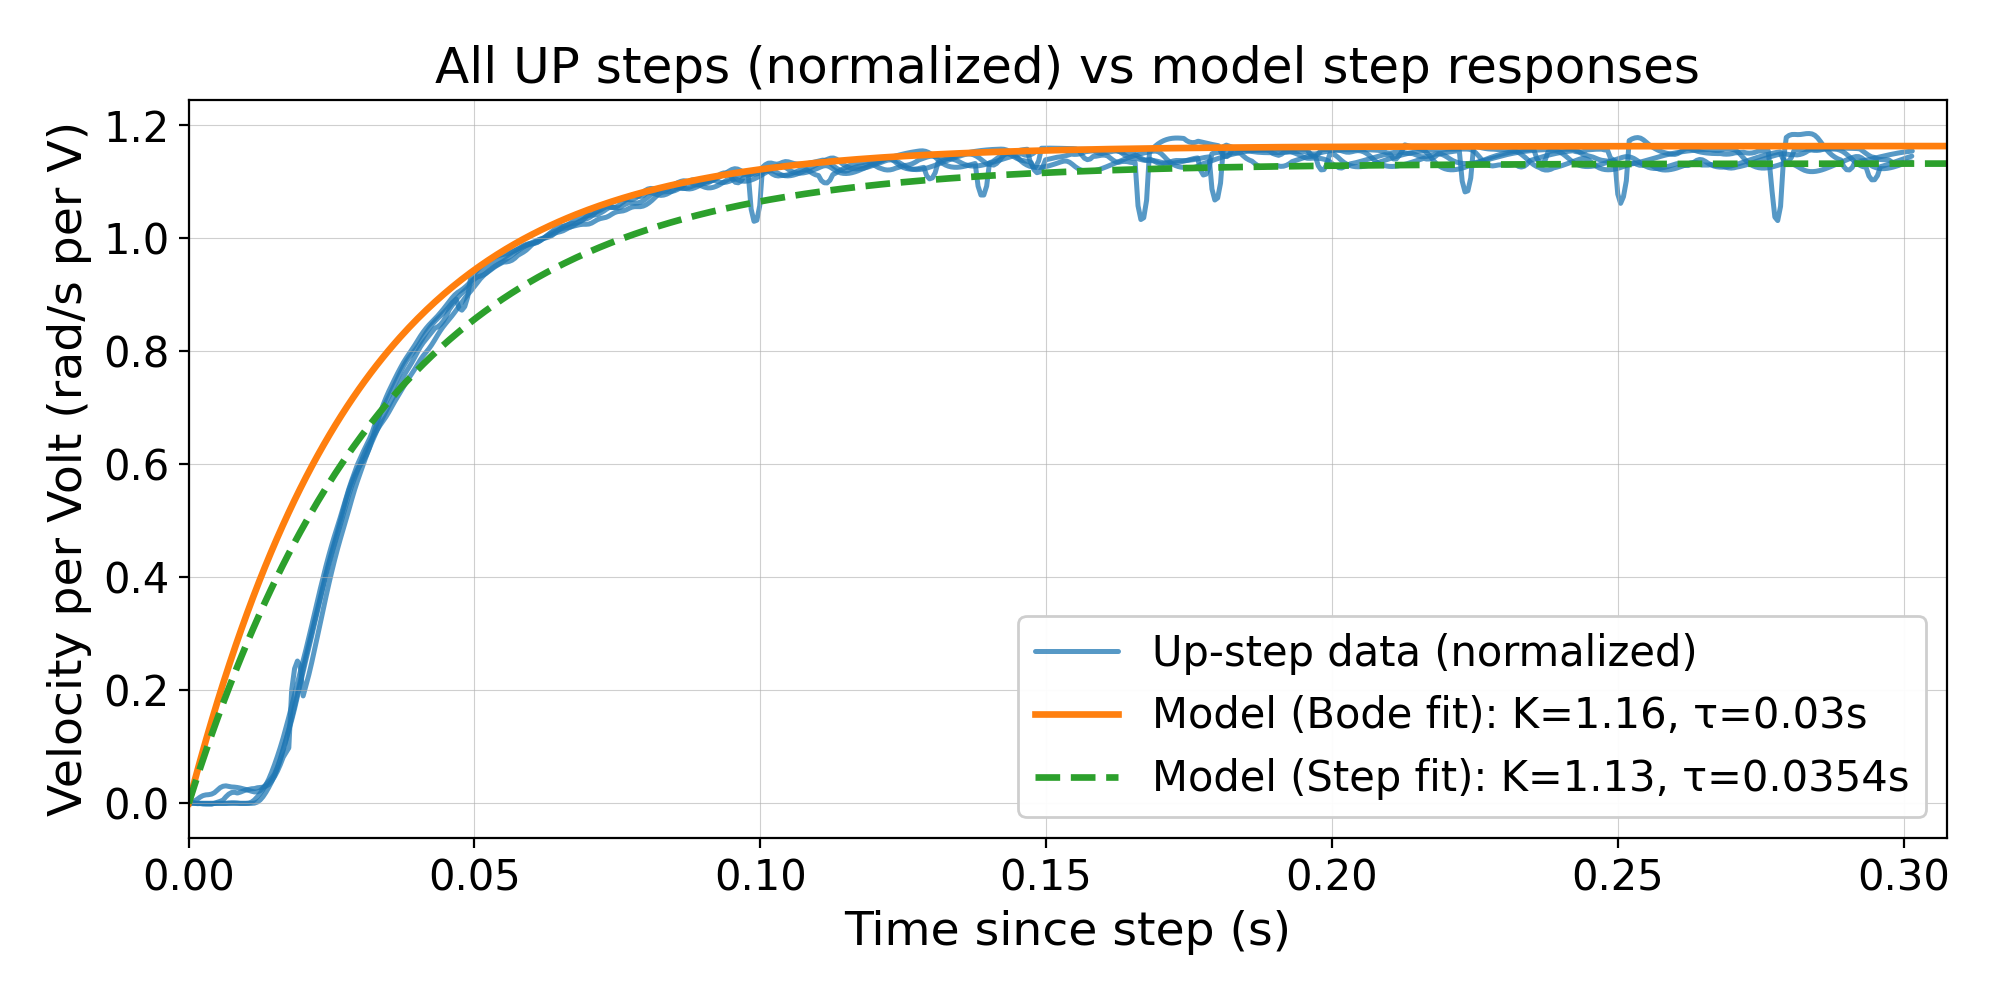 All UP steps (normalized) vs model step responses
Velocity per Volt (rad/s per V)
1.2
1.0
0.8
0.6
0.4
0.2
0.0
Up-step data (normalized)
Model (Bode fit): K=1.16, τ=0.03s
Model (Step fit): K=1.13, τ=0.0354s
0.00 0.05 0.10 0.15 0.20 0.25 0.30
Time since step (s)